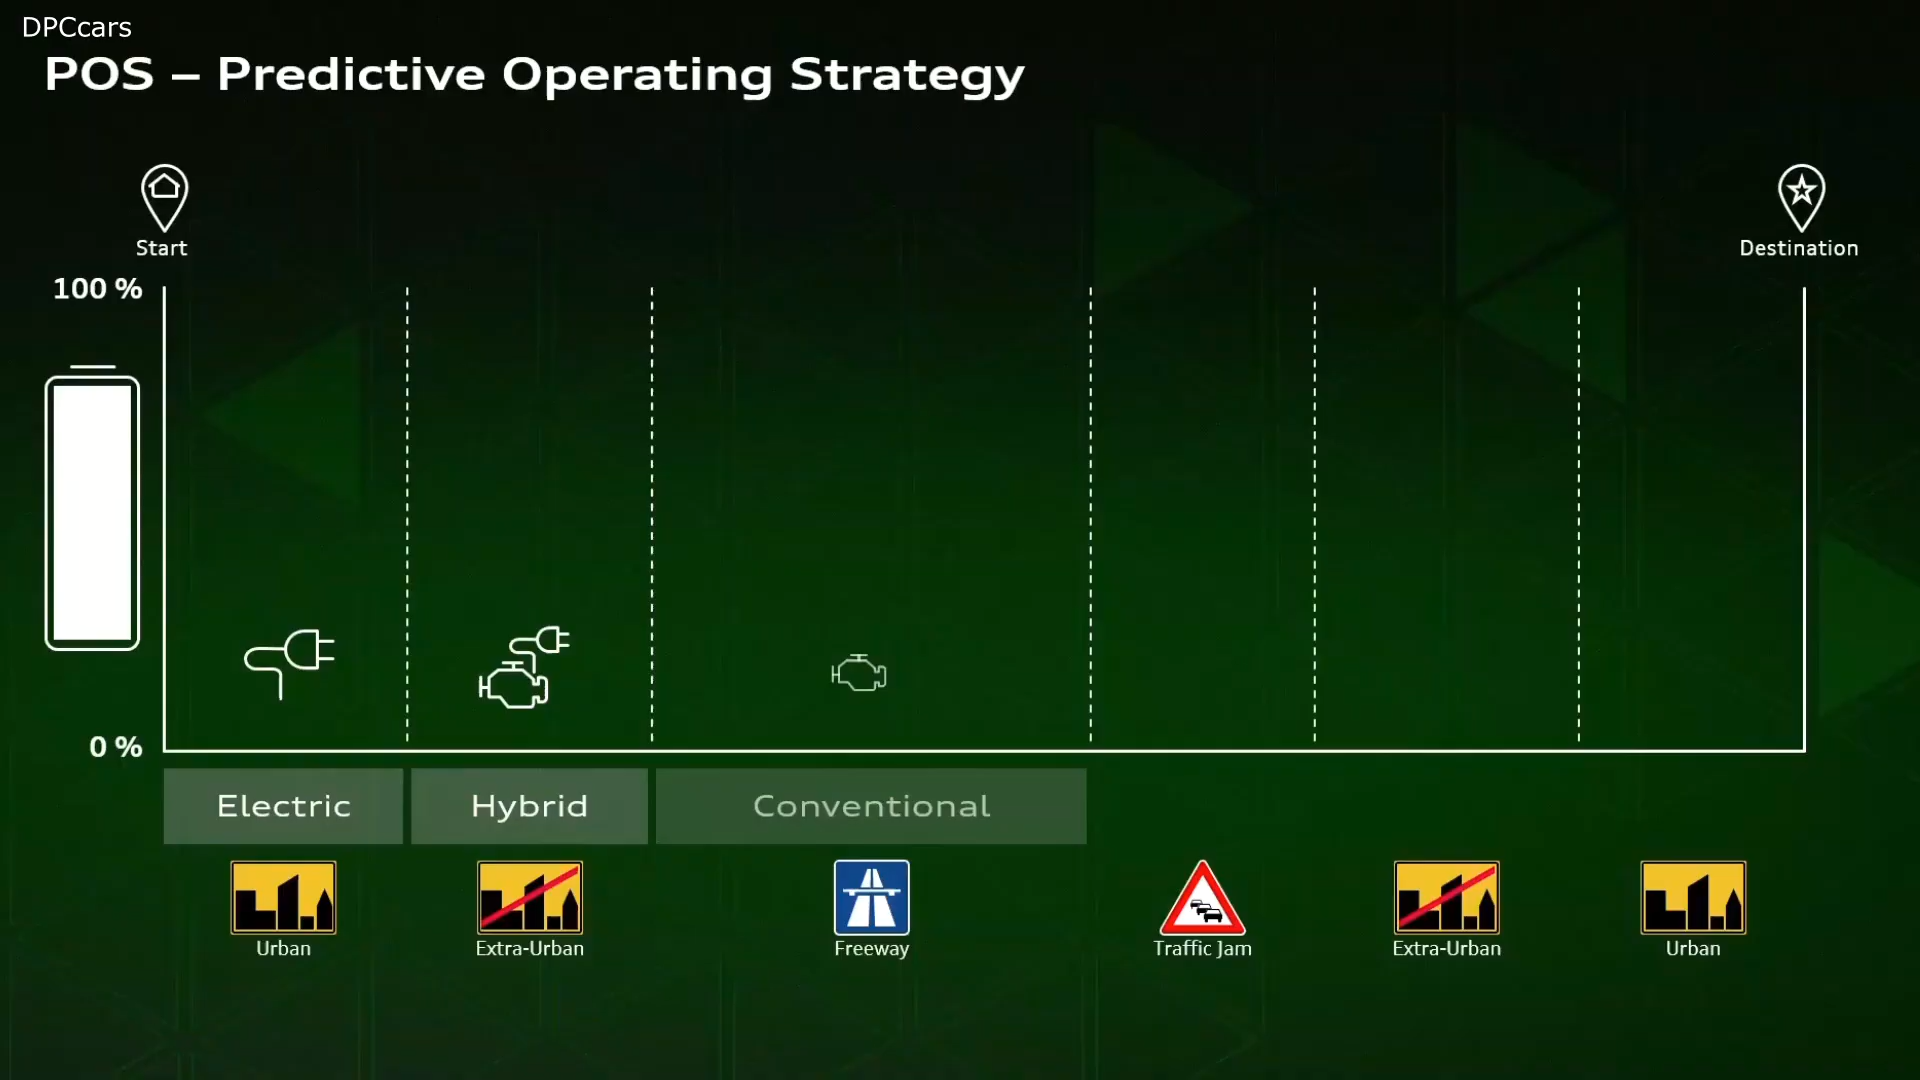 DPCcars
POS – Predictive Operating Strategy
Start
Destination
100 %
0 %
Electric
Hybrid
Conventional
Urban
Extra-Urban
Freeway
Traffic Jam
Extra-Urban
Urban